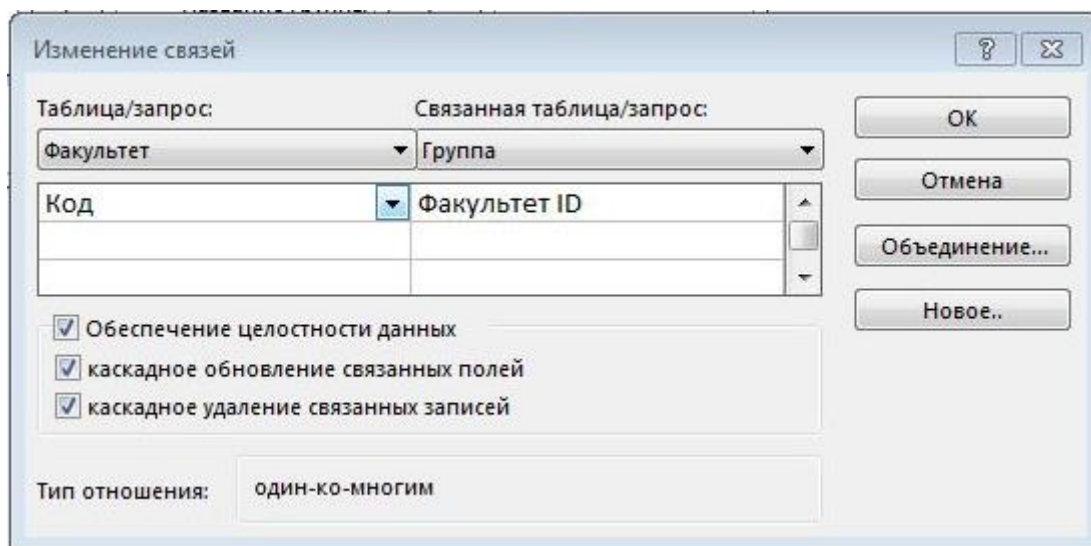 Изменение связей
Таблица/запрос: Связанная таблица/запрос:
Факультет Группа
Код Факультет ID
Обеспечение целостности данных
каскадное обновление связанных полей
каскадное удаление связанных записей
Тип отношения: один-ко-многим
OK
Отмена
Объединение...
Новое..